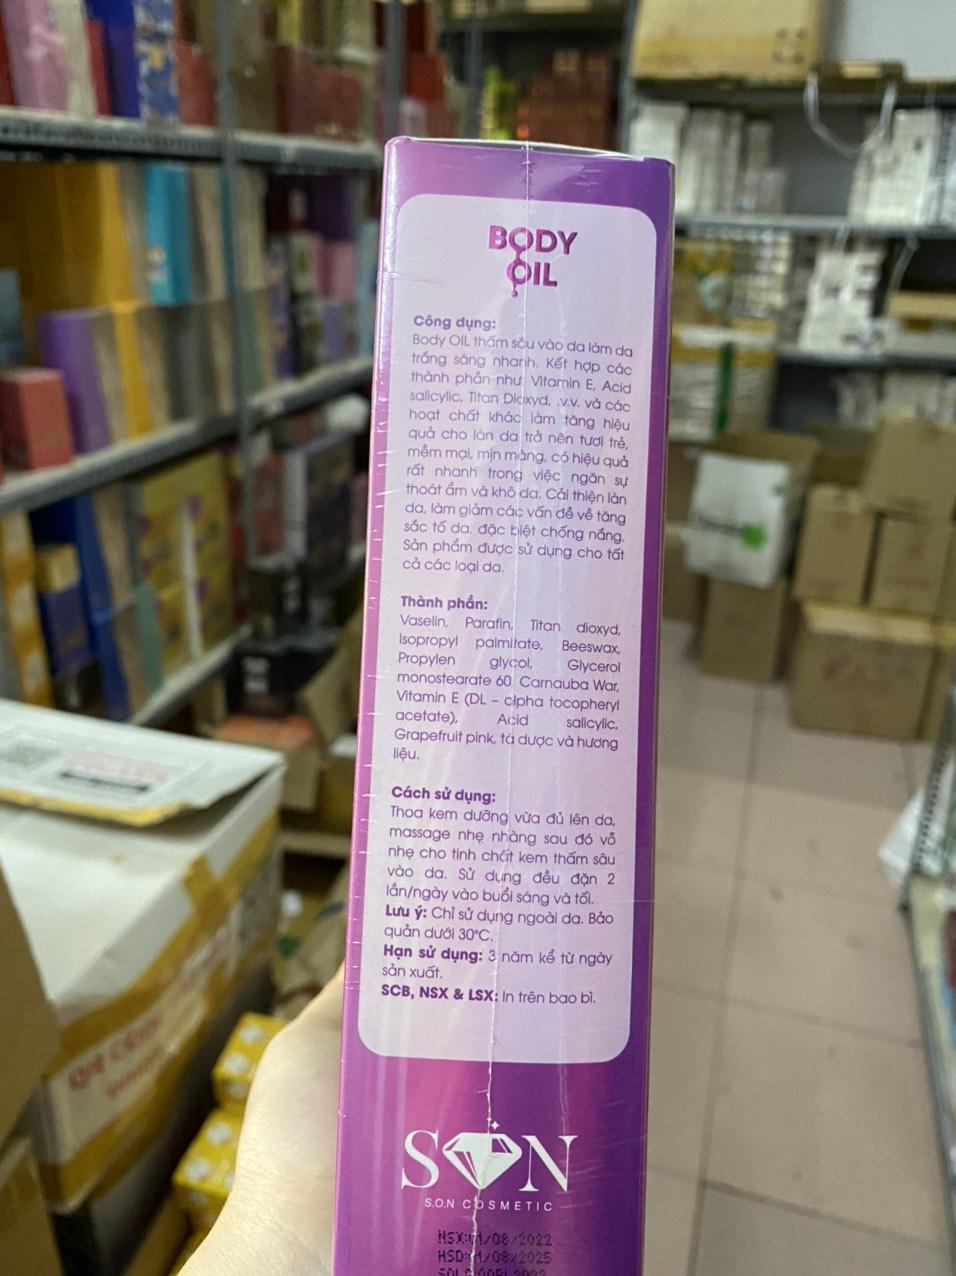 BODY
OIL
Công dụng:
Body OIL thấm sâu vào da làm da
trắng sáng nhanh. Kết hợp các
thành phần như: Vitamin E, Acid
salicylic, Titan Dioxyd, .v.v. và các
hoạt chất khác làm tăng hiệu
quả cho làn da trở nên tươi trẻ,
mềm mại, mịn màng, có hiệu quả
rất nhanh trong việc ngăn sự
thoát ẩm và khô da. Cải thiện làn
da, làm giảm các vấn đề về tăng
sắc tố da, đặc biệt chống nắng.
Sản phẩm được sử dụng cho tất
cả các loại da.
Thành phần:
Vaselin, Parafin, Titan dioxyd,
Isopropyl palmitate, Beeswax,
Propylen glycol, Glycerol
monostearate 60, Carnauba War,
Vitamin E (DL – clpha tocopheryl
acetate), Acid salicylic,
Grapefruit pink, tá dược và hương
liệu.
Cách sử dụng:
Thoa kem dưỡng vừa đủ lên da,
massage nhẹ nhàng sau đó vỗ
nhẹ cho tinh chất kem thấm sâu
vào da. Sử dụng đều đặn 2
lần/ngày vào buổi sáng và tối.
Lưu ý: Chỉ sử dụng ngoài da. Bảo
quản dưới 30°C.
Hạn sử dụng: 3 năm kể từ ngày
sản xuất.
SCB, NSX & LSX: In trên bao bì.
SON
S.O.N COSMETIC
NSX: 01/08/2022
HSD: 01/08/2025